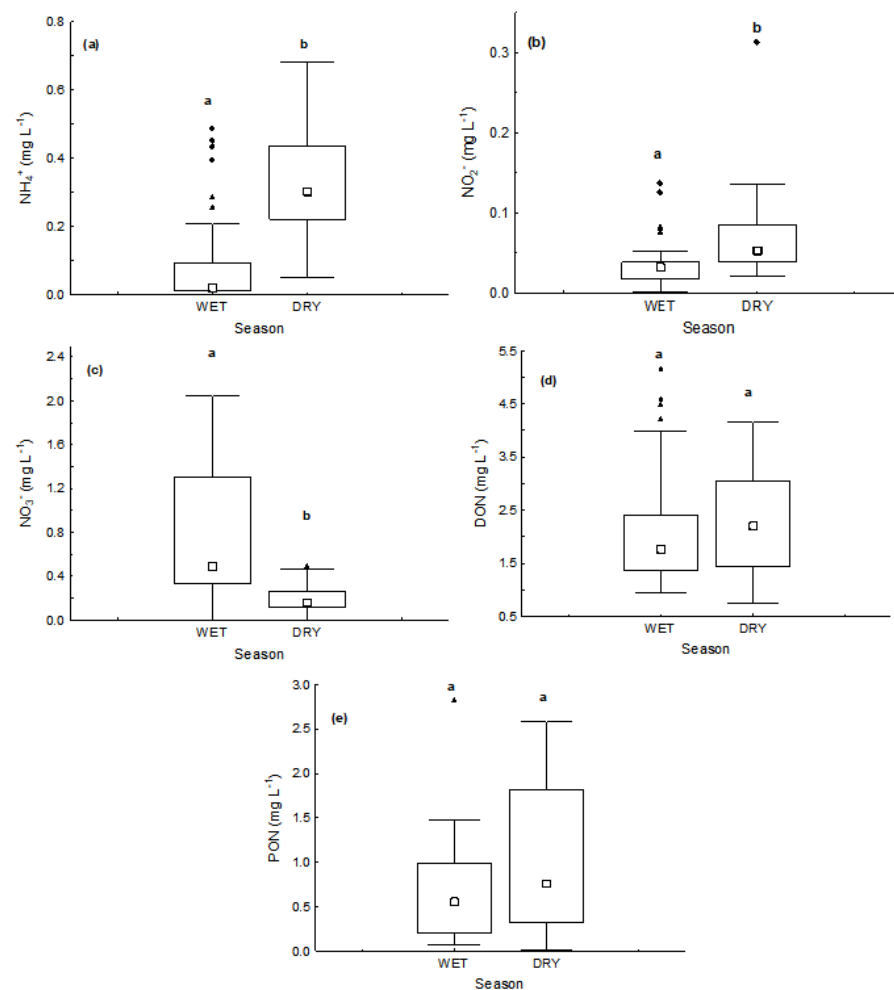 (a)
NH₄⁺ (mg L⁻¹)
0.8
0.6
0.4
0.2
0.0
a
b
WET DRY
Season
(b)
NO₂⁻ (mg L⁻¹)
0.3
0.2
0.1
0.0
a
b
WET DRY
Season
(c)
NO₃⁻ (mg L⁻¹)
2.4
2.0
1.6
1.2
0.8
0.4
0.0
a
b
WET DRY
Season
(d)
DON (mg L⁻¹)
5.5
4.5
3.5
2.5
1.5
0.5
a
a
WET DRY
Season
(e)
PON (mg L⁻¹)
3.0
2.5
2.0
1.5
1.0
0.5
0.0
a
a
WET DRY
Season